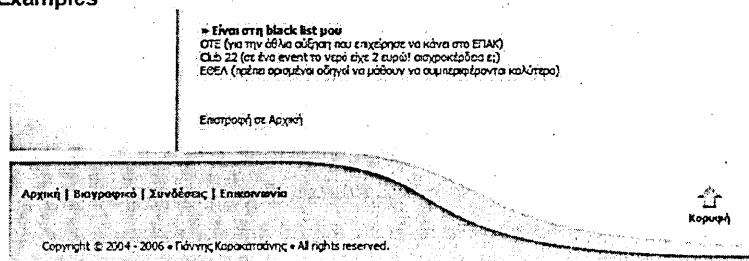 Examples
» Είναι στη black list μου
ΟΤΕ (για την άθλια αύξηση που επιχείρησε να κάνει στο ΕΠΑΚ)
Club 22 (σε ένα event το νερό είχε 2 ευρώ! αισχροκέρδεια ε;)
ΕΘΕΛ (πρέπει ορισμένοι οδηγοί να μάθουν να συμπεριφέρονται καλύτερα)
Επιστροφή σε Αρχική
Αρχική | Βιογραφικό | Συνδέσεις | Επικοινωνία
Κορυφή
Copyright © 2004 - 2006 • Γιάννης Καρακατσάνης • All rights reserved.